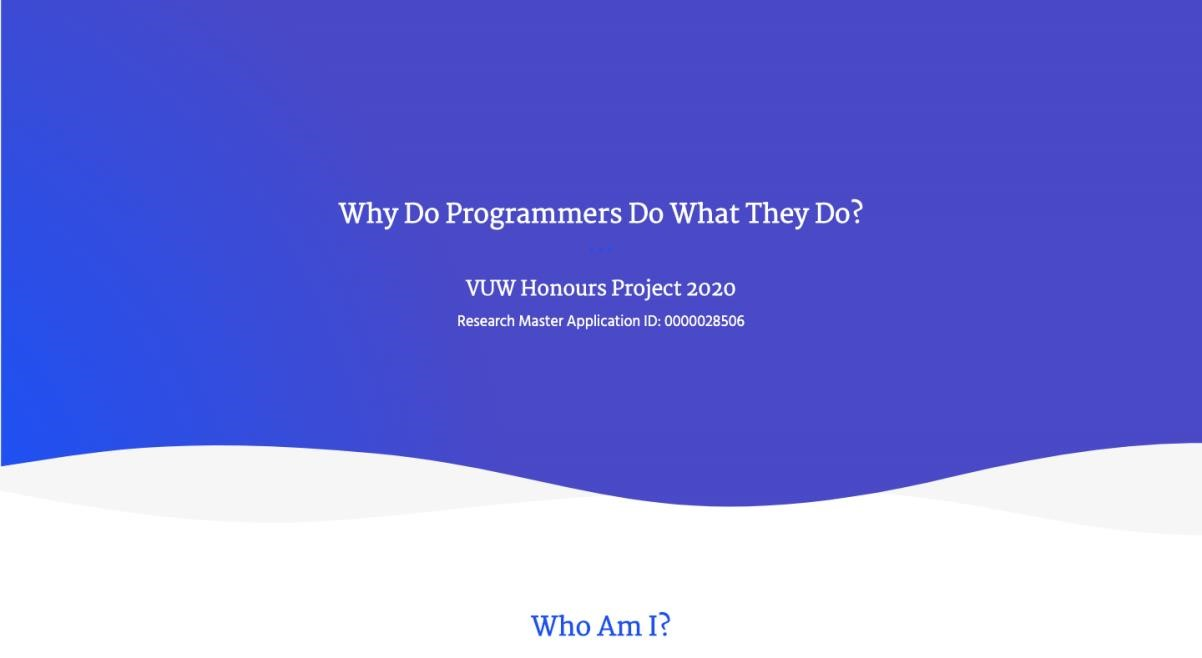 Why Do Programmers Do What They Do?
VUW Honours Project 2020
Research Master Application ID: 0000028506
Who Am I?